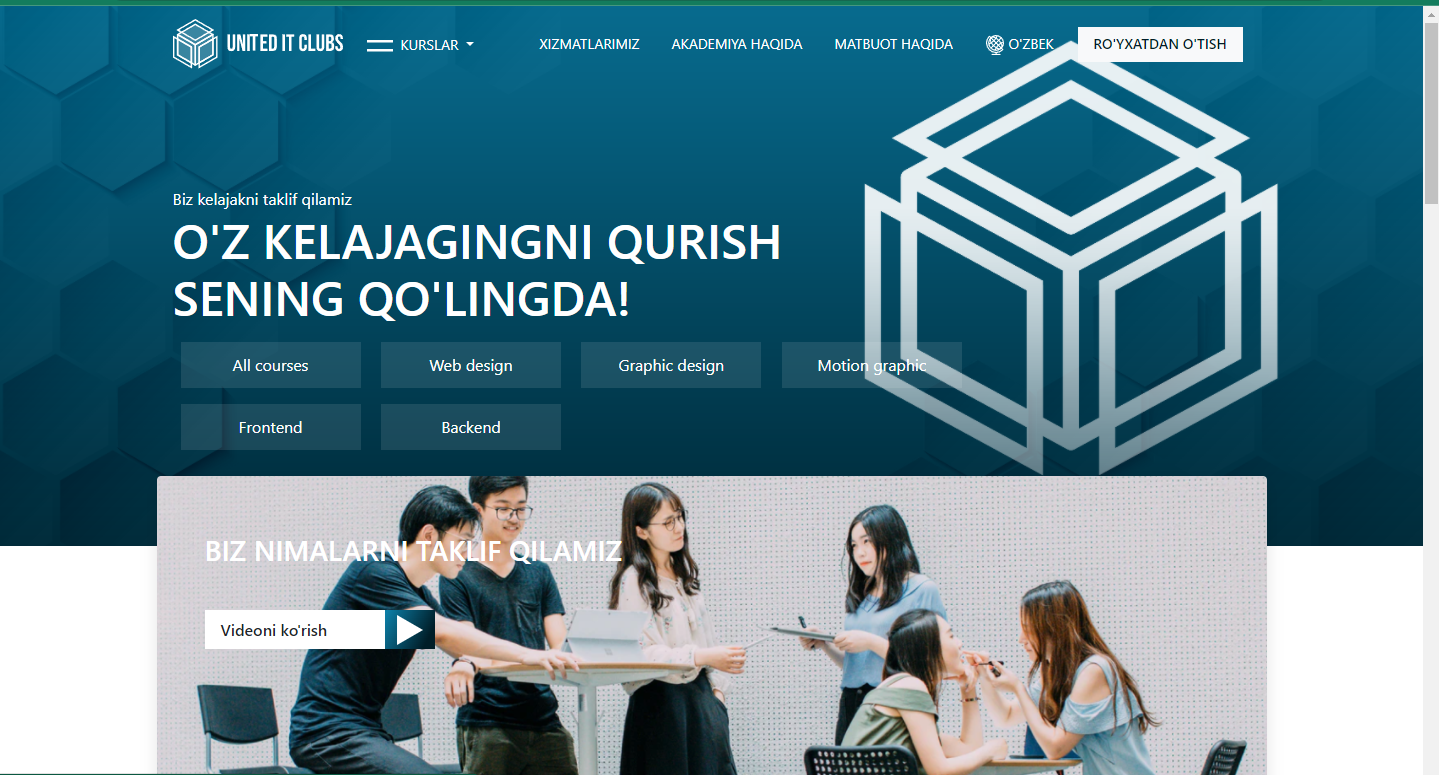 UNITED IT CLUBS
KURSLAR
XIZMATLARIMIZ
AKADEMIYA HAQIDA
MATBUOT HAQIDA
O'ZBEK
RO'YXATDAN O'TISH
Biz kelajakni taklif qilamiz
O'Z KELAJAGINGNI QURISH
SENING QO'LINGDA!
All courses
Web design
Graphic design
Motion graphic
Frontend
Backend
BIZ NIMALARNI TAKLIF QILAMIZ
Videoni ko'rish